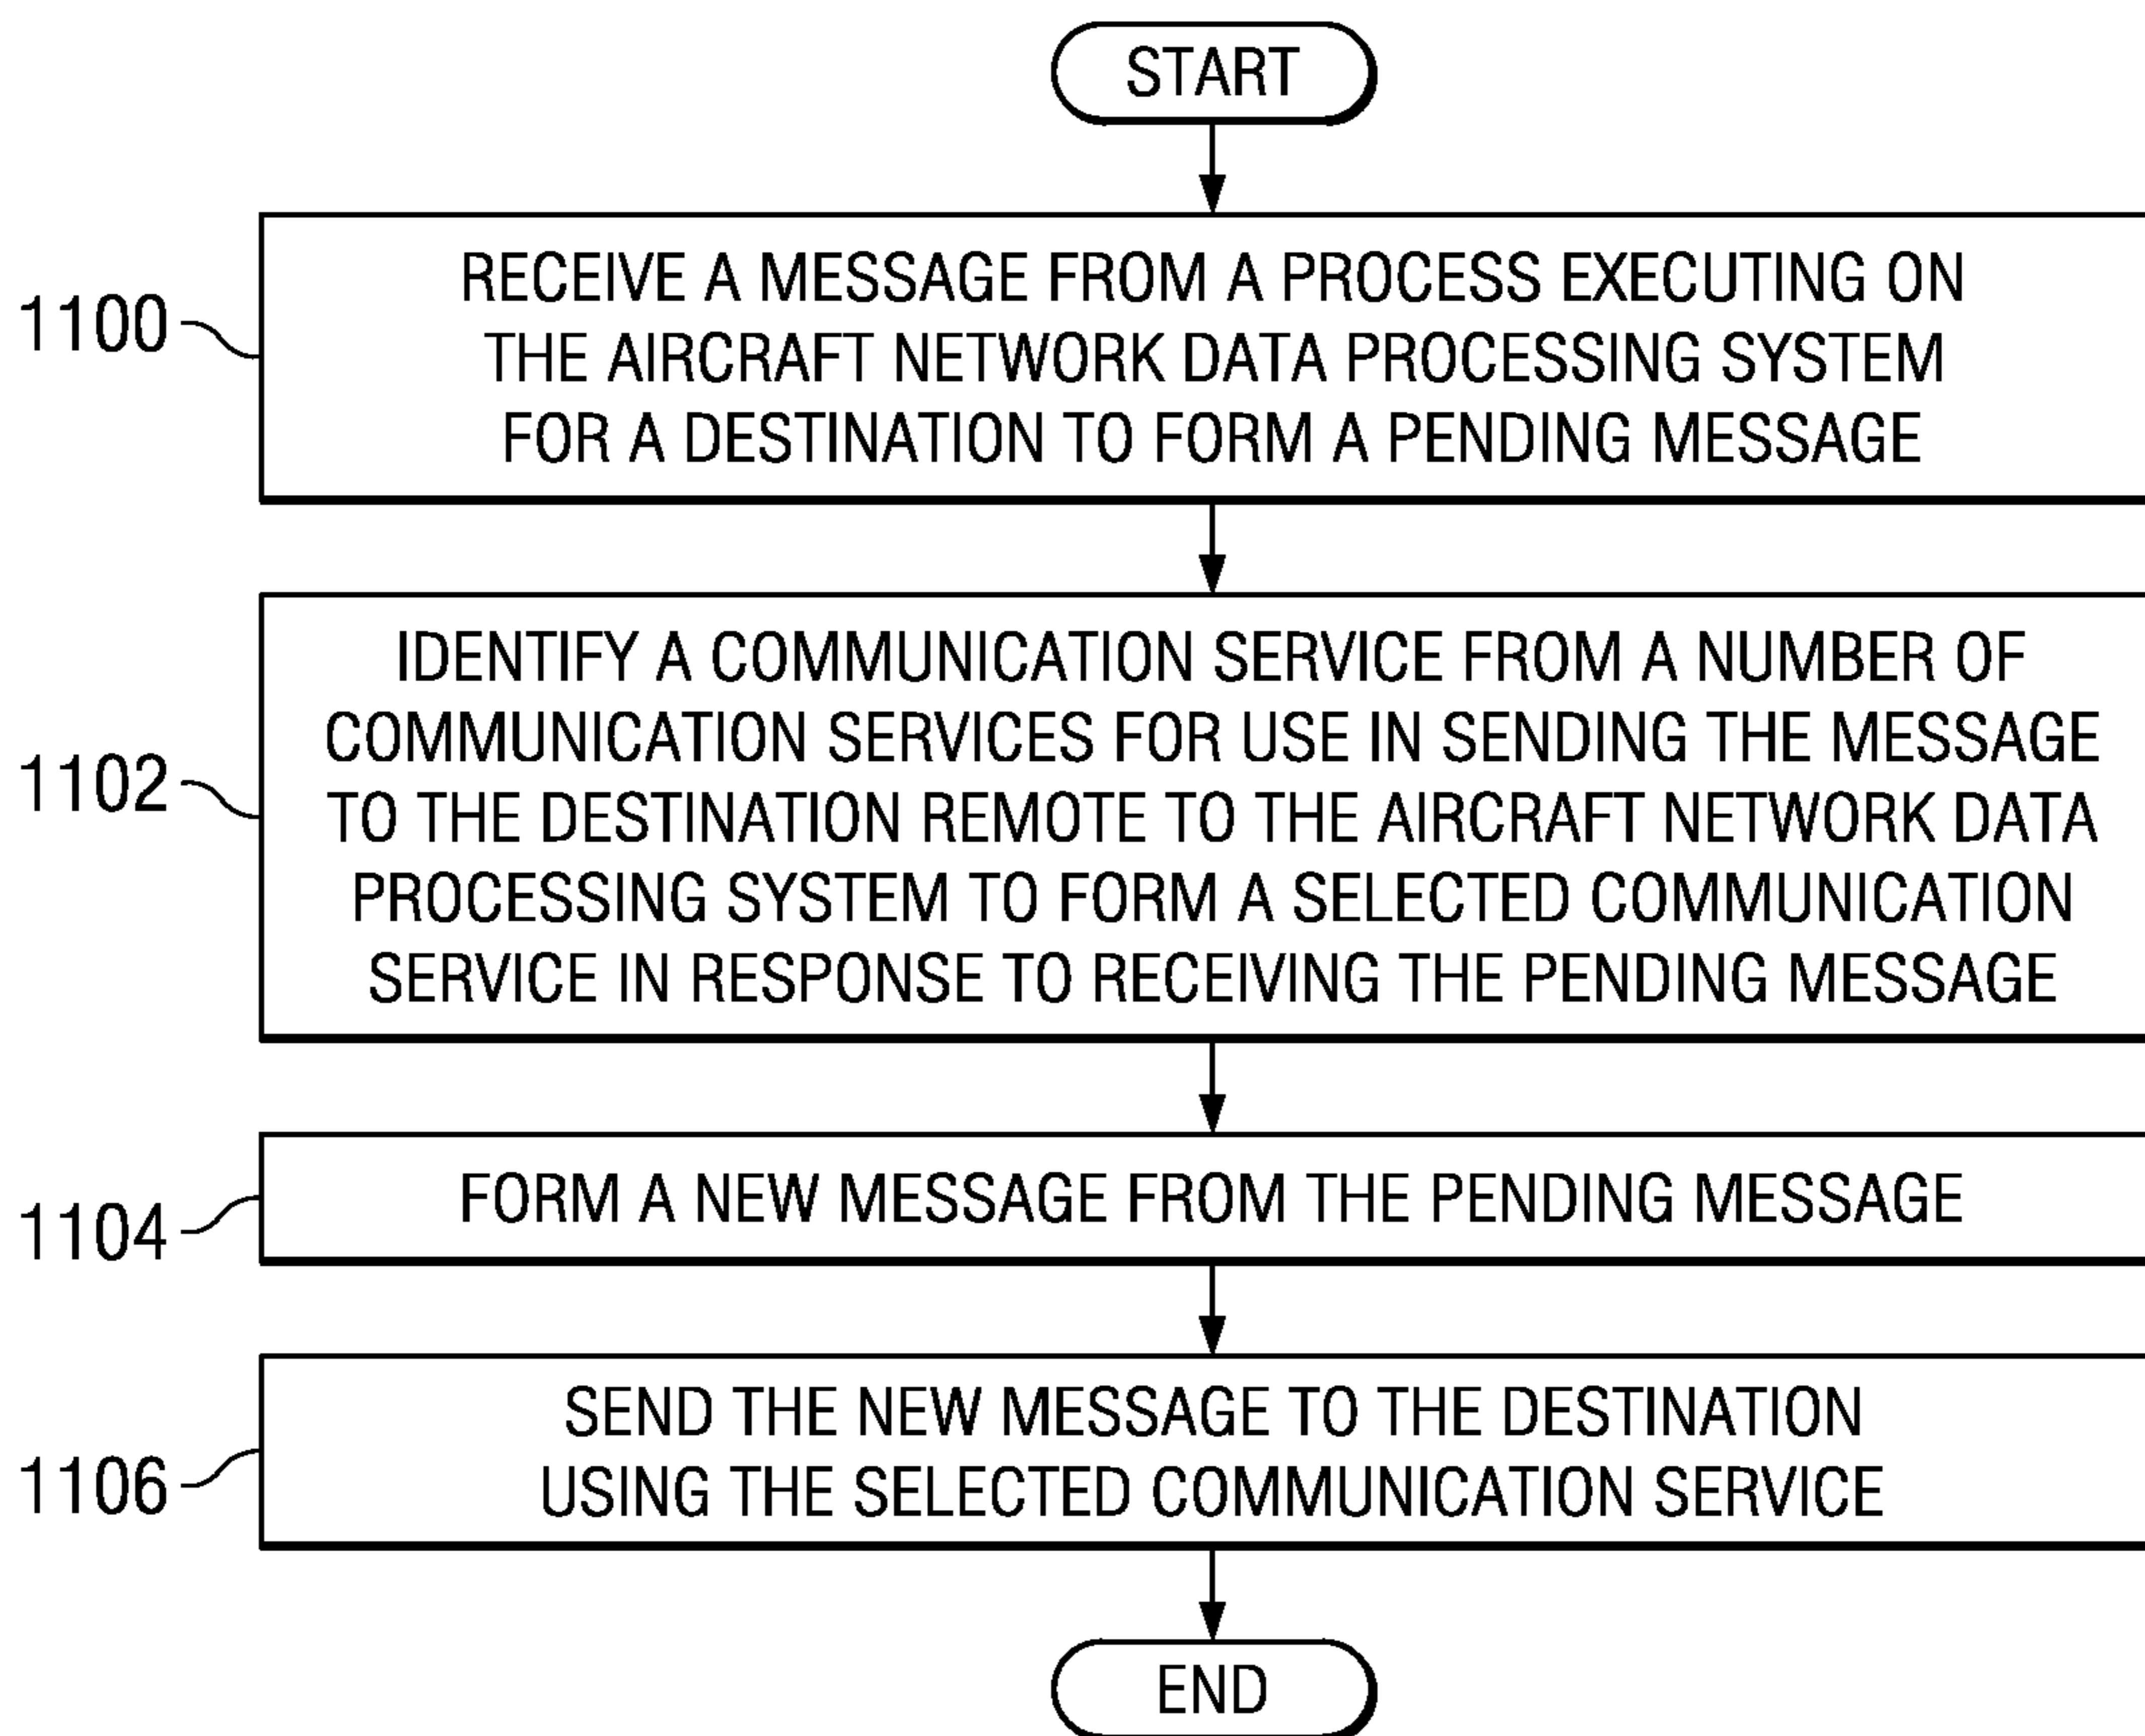 START
1100
RECEIVE A MESSAGE FROM A PROCESS EXECUTING ON
THE AIRCRAFT NETWORK DATA PROCESSING SYSTEM
FOR A DESTINATION TO FORM A PENDING MESSAGE
1102
IDENTIFY A COMMUNICATION SERVICE FROM A NUMBER OF
COMMUNICATION SERVICES FOR USE IN SENDING THE MESSAGE
TO THE DESTINATION REMOTE TO THE AIRCRAFT NETWORK DATA
PROCESSING SYSTEM TO FORM A SELECTED COMMUNICATION
SERVICE IN RESPONSE TO RECEIVING THE PENDING MESSAGE
1104
FORM A NEW MESSAGE FROM THE PENDING MESSAGE
1106
SEND THE NEW MESSAGE TO THE DESTINATION
USING THE SELECTED COMMUNICATION SERVICE
END